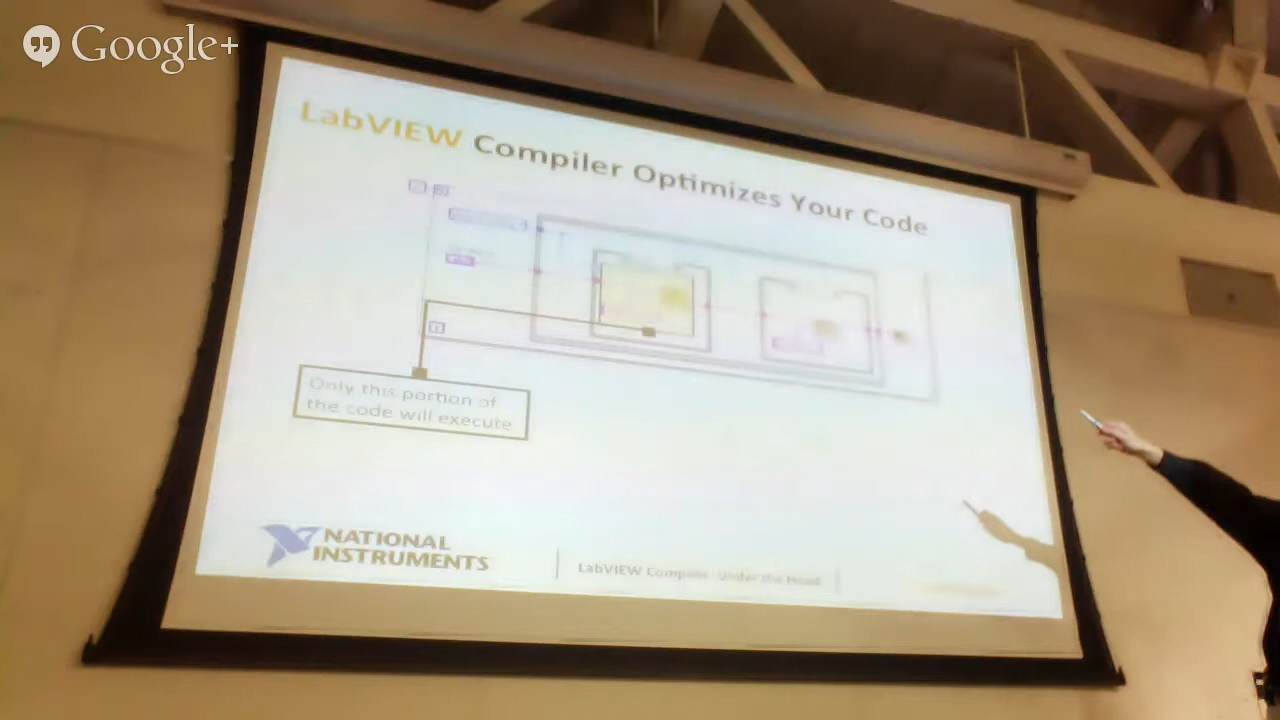 Google+
LabVIEW Compiler Optimizes Your Code
Only this portion of
the code will execute
NATIONAL
INSTRUMENTS
LabVIEW Compiler Under the Hood